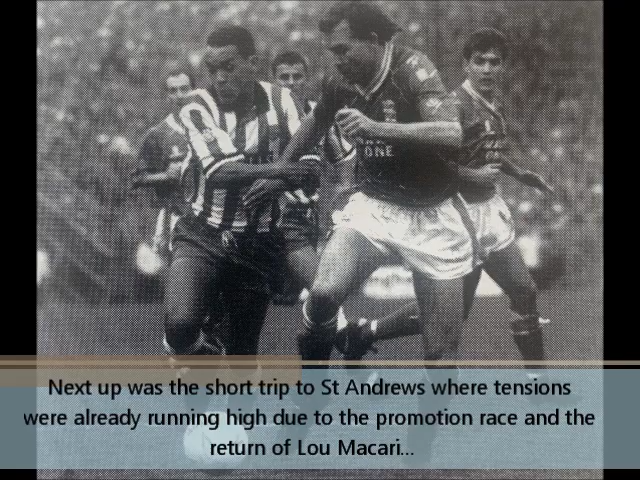 ONE
Next up was the short trip to St Andrews where tensions
were already running high due to the promotion race and the
return of Lou Macari...